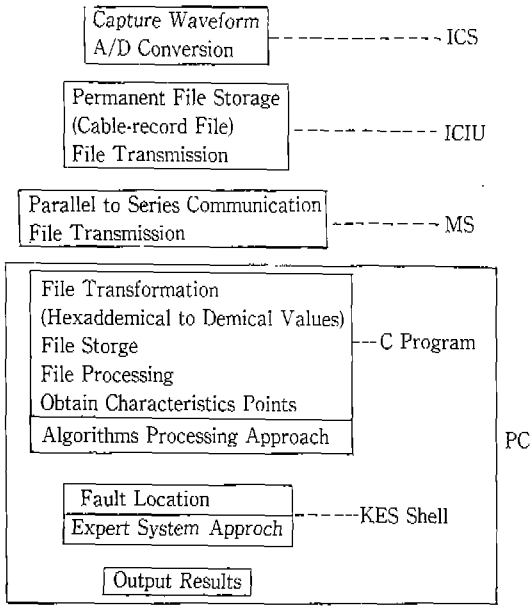 Capture Waveform
A/D Conversion
ICS
Permanent File Storage
(Cable-record File)
File Transmission
ICIU
Parallel to Series Communication
File Transmission
MS
File Transformation
(Hexaddemical to Demical Values)
File Storge
File Processing
Obtain Characteristics Points
C Program
Algorithms Processing Approach
PC
Fault Location
Expert System Approch
KES Shell
Output Results